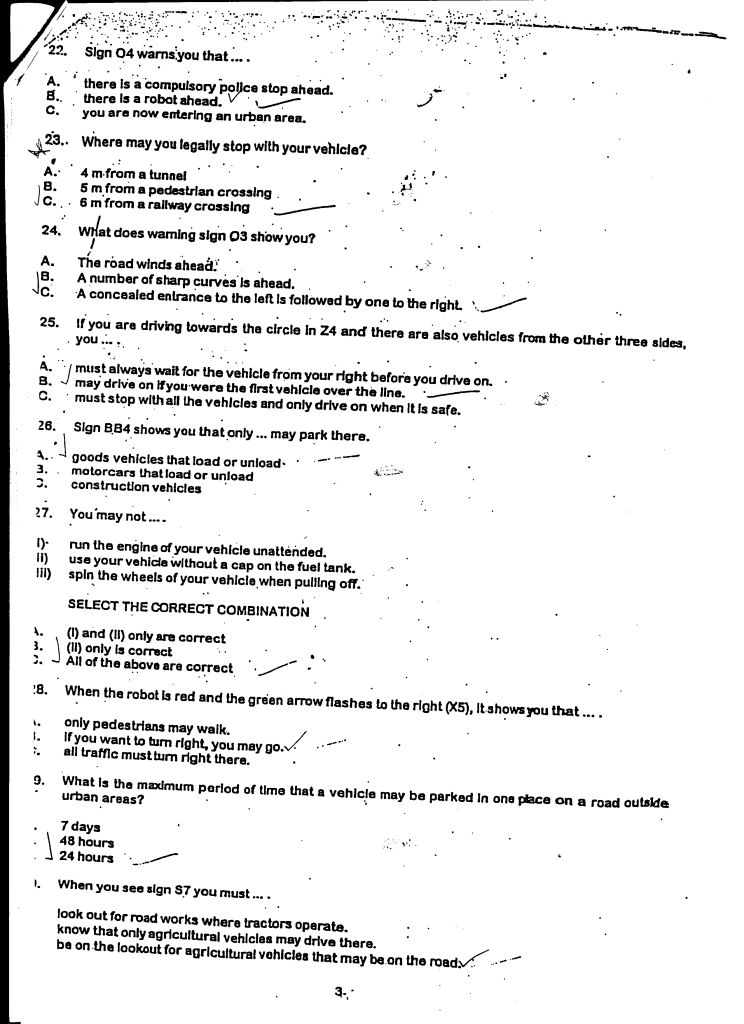 22. Sign O4 warns you that ... .
A. there is a compulsory police stop ahead.
B. there is a robot ahead.
C. you are now entering an urban area.
23. Where may you legally stop with your vehicle?
A. 4 m from a tunnel
B. 5 m from a pedestrian crossing
C. 6 m from a railway crossing
24. What does warning sign O3 show you?
A. The road winds ahead.
B. A number of sharp curves is ahead.
C. A concealed entrance to the left is followed by one to the right.
25. If you are driving towards the circle in Z4 and there are also vehicles from the other three sides,
you ... .
A. must always wait for the vehicle from your right before you drive on.
B. may drive on if you were the first vehicle over the line.
C. must stop with all the vehicles and only drive on when it is safe.
26. Sign BB4 shows you that only ... may park there.
A. goods vehicles that load or unload
B. motorcars that load or unload
C. construction vehicles
27. You may not ... .
I) run the engine of your vehicle unattended.
II) use your vehicle without a cap on the fuel tank.
III) spin the wheels of your vehicle when pulling off.
SELECT THE CORRECT COMBINATION
A. (I) and (II) only are correct
B. (II) only is correct
C. All of the above are correct
28. When the robot is red and the green arrow flashes to the right (X5), it shows you that ... .
only pedestrians may walk.
If you want to turn right, you may go.
all traffic must turn right there.
9. What is the maximum period of time that a vehicle may be parked in one place on a road outside
urban areas?
7 days
48 hours
24 hours
When you see sign S7 you must ... .
look out for road works where tractors operate.
know that only agricultural vehicles may drive there.
be on the lookout for agricultural vehicles that may be on the road.
3